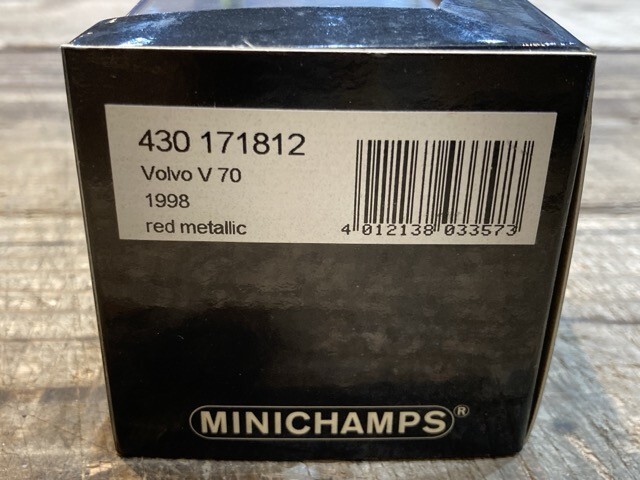 430 171812
Volvo V 70
1998
red metallic
4 012138 033573
MINICHAMPS®